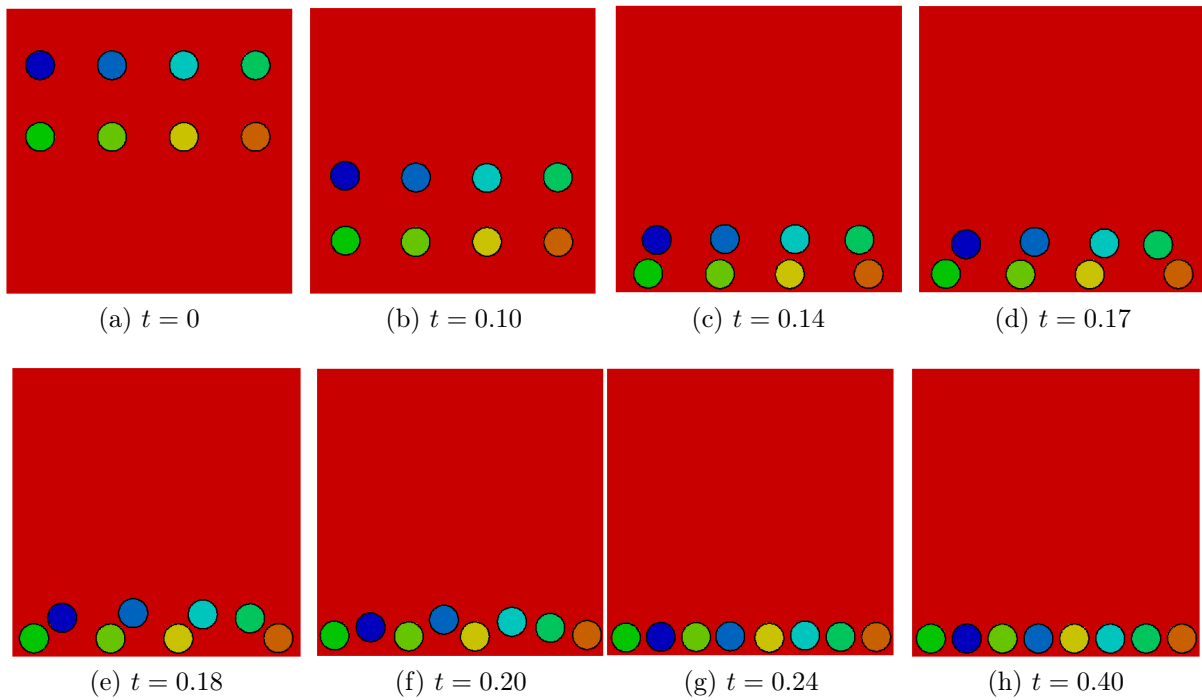 (a) t = 0
(b) t = 0.10
(c) t = 0.14
(d) t = 0.17
(e) t = 0.18
(f) t = 0.20
(g) t = 0.24
(h) t = 0.40